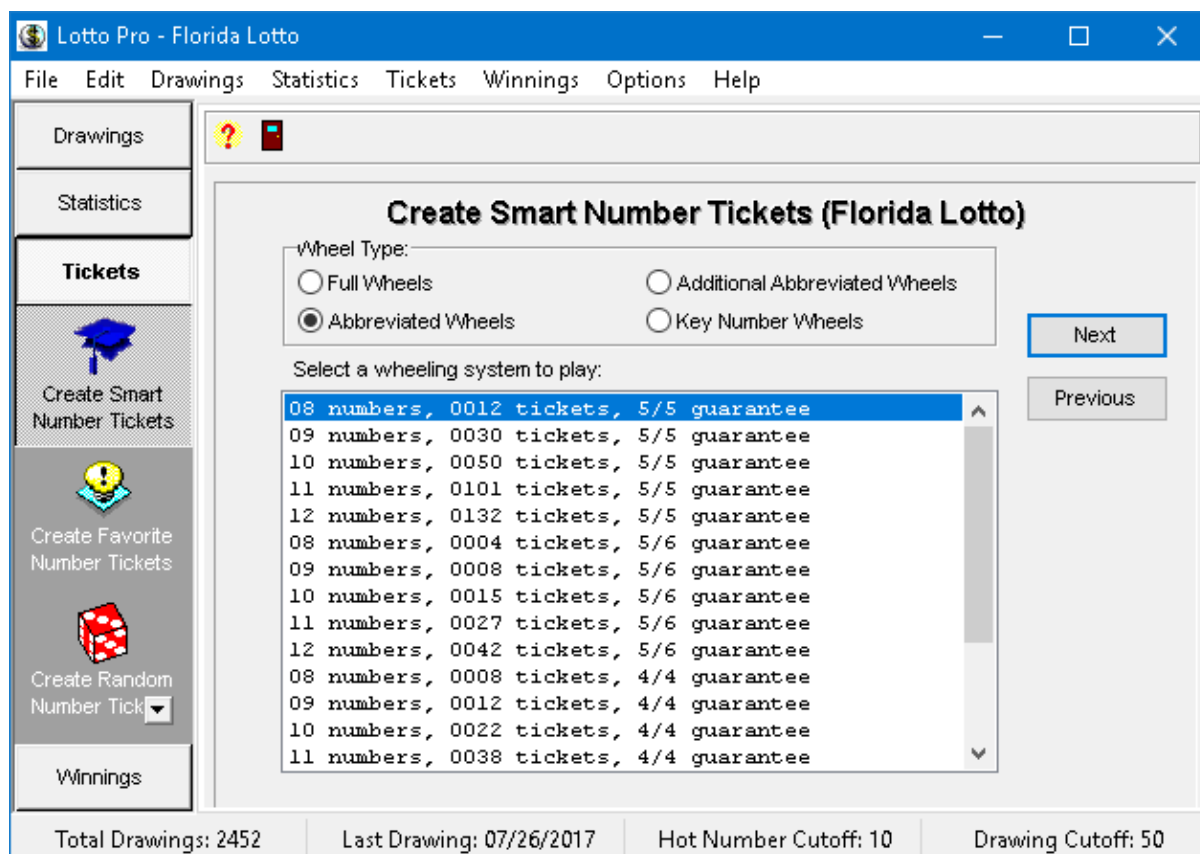 Lotto Pro - Florida Lotto
File Edit Drawings Statistics Tickets Winnings Options Help
Drawings
Statistics
Tickets
Create Smart
Number Tickets
Create Favorite
Number Tickets
Create Random
Number Tick
Winnings
Create Smart Number Tickets (Florida Lotto)
Wheel Type:
Full Wheels
Additional Abbreviated Wheels
Abbreviated Wheels
Key Number Wheels
Next
Previous
Select a wheeling system to play:
08 numbers, 0012 tickets, 5/5 guarantee
09 numbers, 0030 tickets, 5/5 guarantee
10 numbers, 0050 tickets, 5/5 guarantee
11 numbers, 0101 tickets, 5/5 guarantee
12 numbers, 0132 tickets, 5/5 guarantee
08 numbers, 0004 tickets, 5/6 guarantee
09 numbers, 0008 tickets, 5/6 guarantee
10 numbers, 0015 tickets, 5/6 guarantee
11 numbers, 0027 tickets, 5/6 guarantee
12 numbers, 0042 tickets, 5/6 guarantee
08 numbers, 0008 tickets, 4/4 guarantee
09 numbers, 0012 tickets, 4/4 guarantee
10 numbers, 0022 tickets, 4/4 guarantee
11 numbers, 0038 tickets, 4/4 guarantee
Total Drawings: 2452
Last Drawing: 07/26/2017
Hot Number Cutoff: 10
Drawing Cutoff: 50